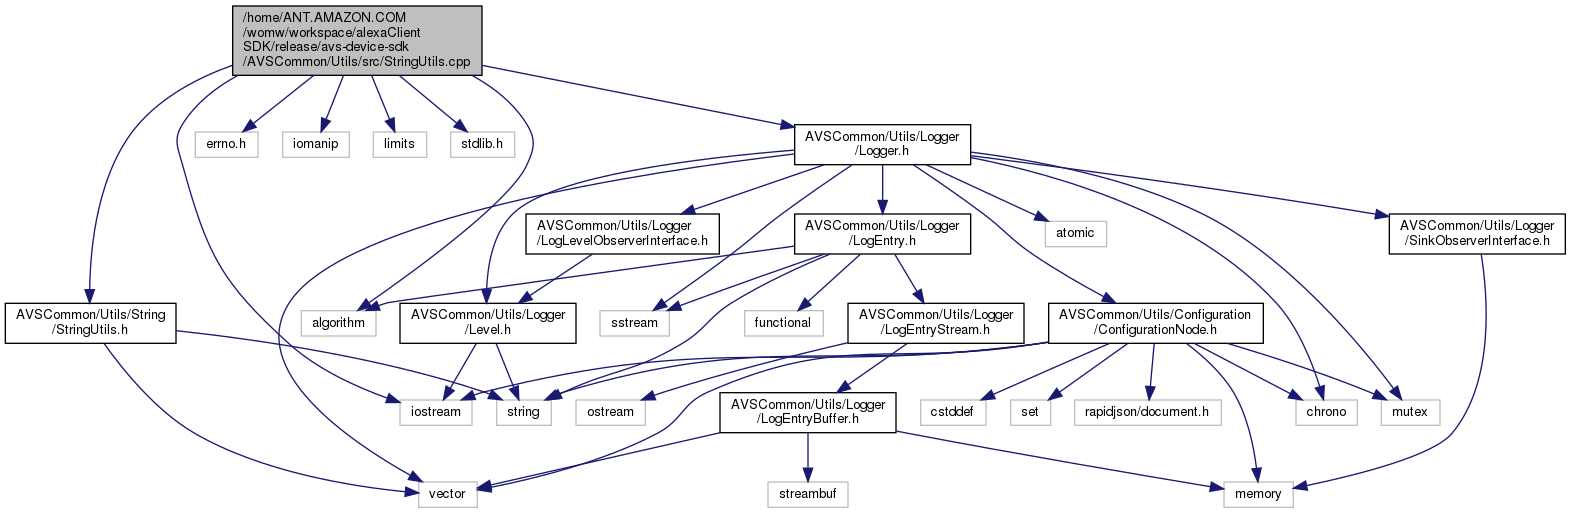 /home/ANT.AMAZON.COM
/womw/workspace/alexaClient
SDK/release/avs-device-sdk
/AVSCommon/Utils/src/StringUtils.cpp
errno.h
iomanip
limits
stdlib.h
AVSCommon/Utils/Logger
/Logger.h
AVSCommon/Utils/Logger
/LogLevelObserverInterface.h
AVSCommon/Utils/Logger
/LogEntry.h
atomic
AVSCommon/Utils/Logger
/SinkObserverInterface.h
AVSCommon/Utils/String
/StringUtils.h
algorithm
AVSCommon/Utils/Logger
/Level.h
sstream
functional
AVSCommon/Utils/Logger
/LogEntryStream.h
AVSCommon/Utils/Configuration
/ConfigurationNode.h
iostream
string
ostream
AVSCommon/Utils/Logger
/LogEntryBuffer.h
cstddef
set
rapidjson/document.h
chrono
mutex
vector
streambuf
memory